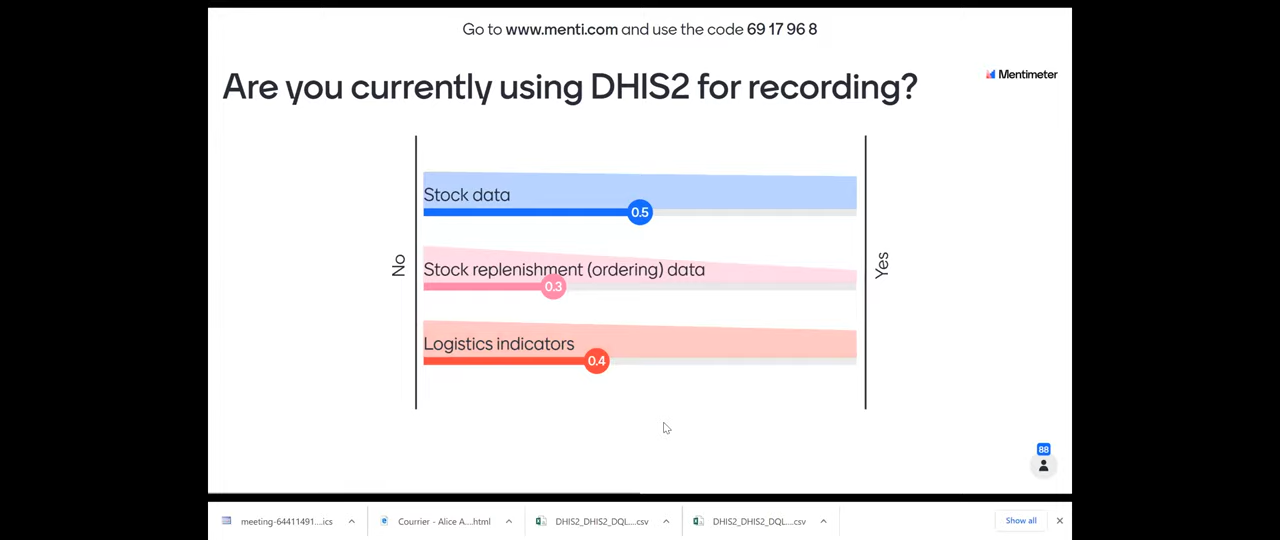 Go to www.menti.com and use the code 69 17 96 8
Are you currently using DHIS2 for recording?
Mentimeter
No
Stock data
0.5
Stock replenishment (ordering) data
0.3
Logistics indicators
0.4
Yes
88
meeting-64411491....ics
Courrier - Alice A....html
DHIS2_DHIS2_DQL....csv
DHIS2_DHIS2_DQ....csv
Show all